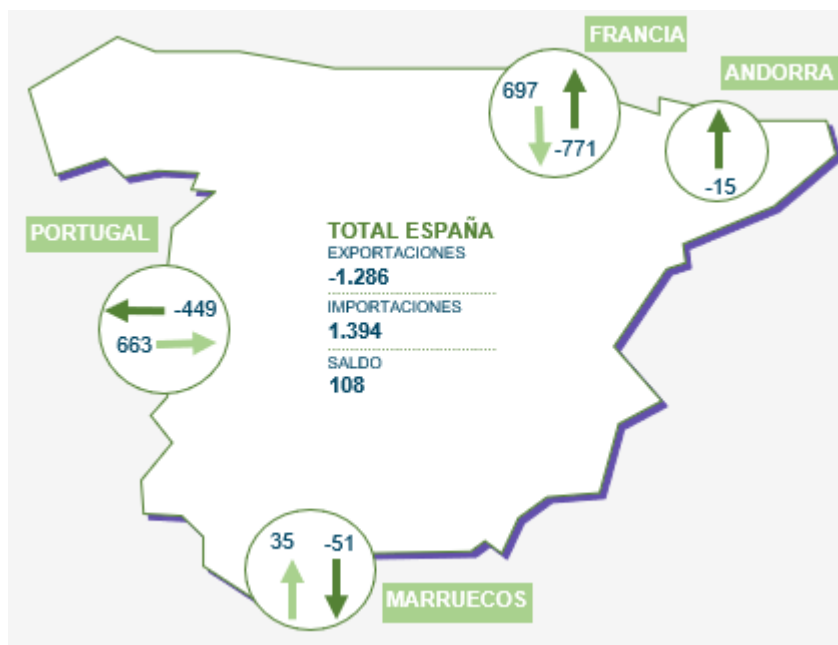 FRANCIA
697
-771
ANDORRA
-15
PORTUGAL
-449
663
TOTAL ESPAÑA
EXPORTACIONES
-1.286
IMPORTACIONES
1.394
SALDO
108
35 -51
MARRUECOS